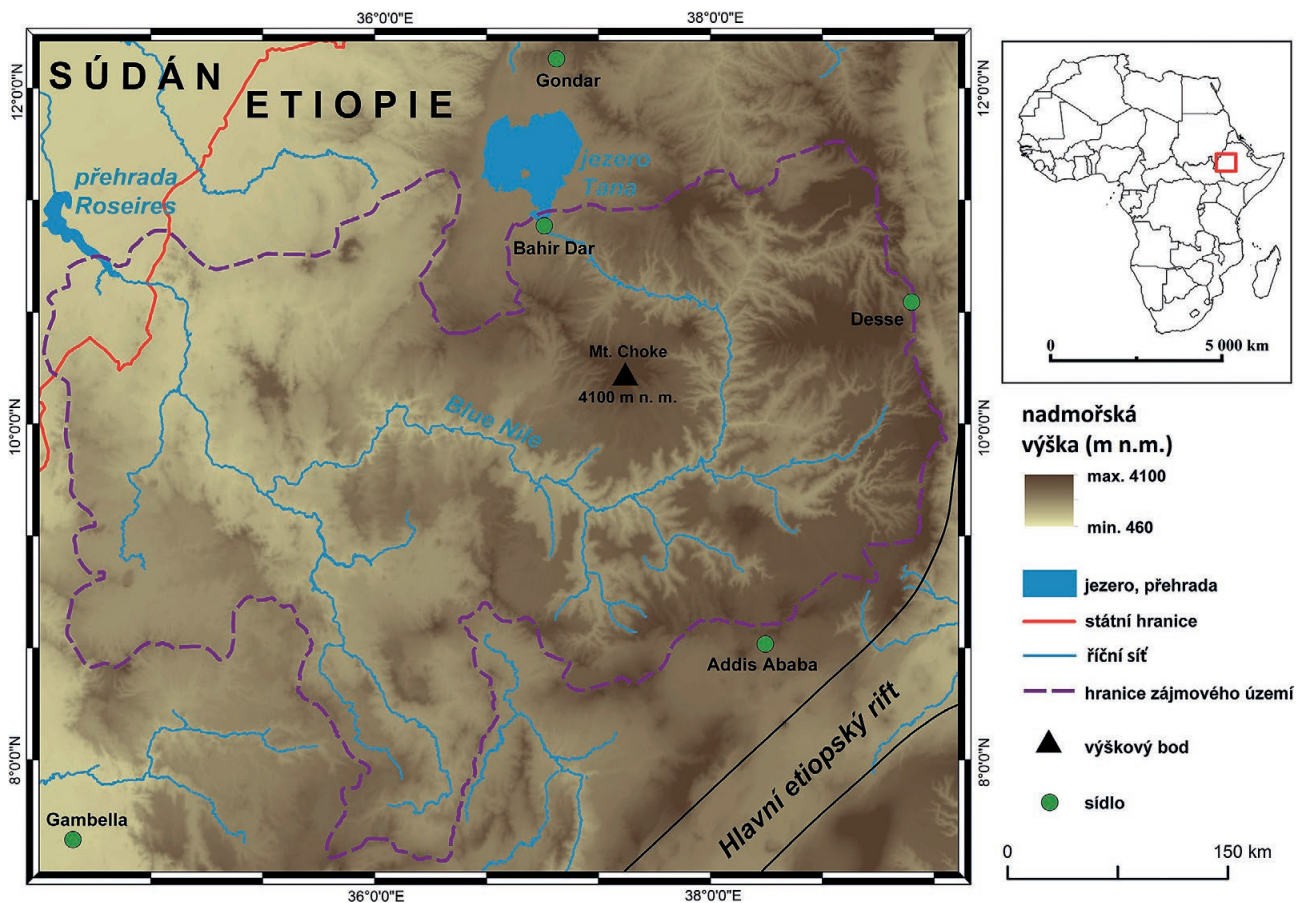 36°0'0"E
38°0'0"E
12°0'0"N
10°0'0"N
8°0'0"N
SÚDÁN
ETIOPIE
Gondar
přehrada
Roseires
jezero
Tana
Bahir Dar
Desse
Mt. Choke
4100 m n. m.
Blue Nile
Addis Ababa
Hlavní etiopský rift
Gambella
12°0'0"N
10°0'0"N
8°0'0"N
36°0'0"E
38°0'0"E
0
5 000 km
nadmořská
výška (m n.m.)
max. 4100
min. 460
jezero, přehrada
státní hranice
říční síť
hranice zájmového území
výškový bod
sídlo
0
150 km